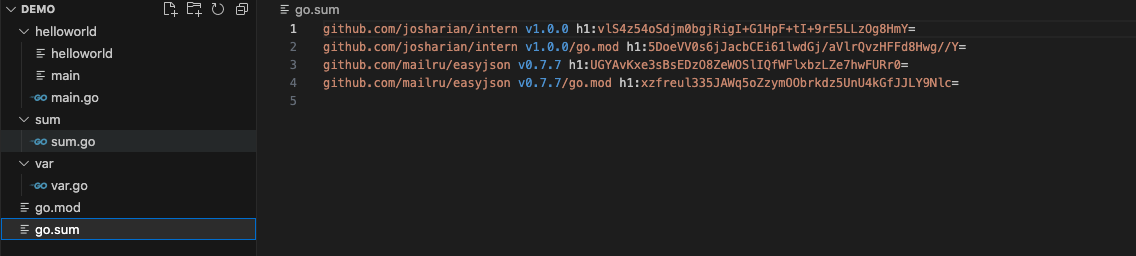 DEMO
helloworld
helloworld
main
main.go
sum
sum.go
var
var.go
go.mod
go.sum
go.sum
1 github.com/josharian/intern v1.0.0 h1:vlS4z54oSdjm0bgjRigI+G1HpF+tI+9rE5LLzOg8HmY=
2 github.com/josharian/intern v1.0.0/go.mod h1:5DoeVV0s6jJacbCEi61lwdGj/aVlrQvzHFFd8Hwg//Y=
3 github.com/mailru/easyjson v0.7.7 h1:UGYAvKxe3sBsEDzO8ZeWOSlIQfWFlxbzLZe7hwFURr0=
4 github.com/mailru/easyjson v0.7.7/go.mod h1:xzfreul335JAWq5oZzymOObrkdz5UnU4kGfJJLY9Nlc=
5